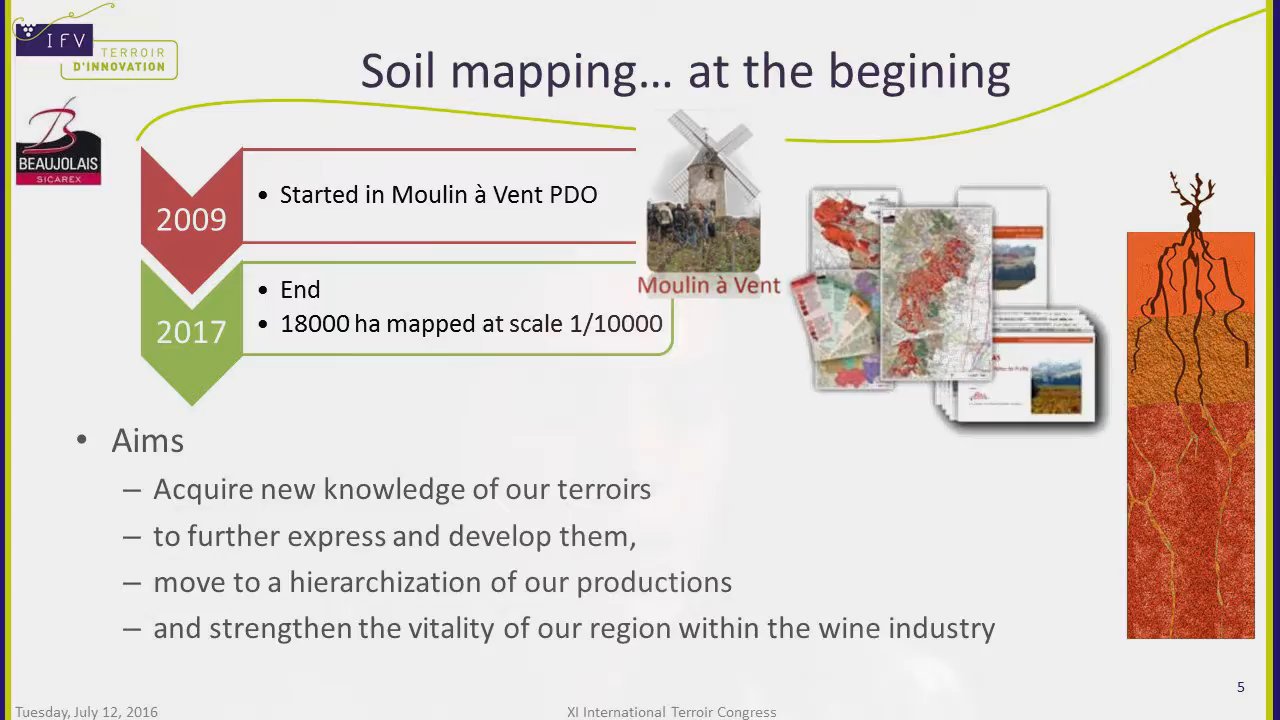 IFV
TERROIR
D'INNOVATION
Soil mapping… at the begining
BEAUJOLAIS
SICAREX
2009
• Started in Moulin à Vent PDO
Moulin à Vent
2017
• End
• 18000 ha mapped at scale 1/10000
• Aims
– Acquire new knowledge of our terroirs
– to further express and develop them,
– move to a hierarchization of our productions
– and strengthen the vitality of our region within the wine industry
5
Tuesday, July 12, 2016
XI International Terroir Congress